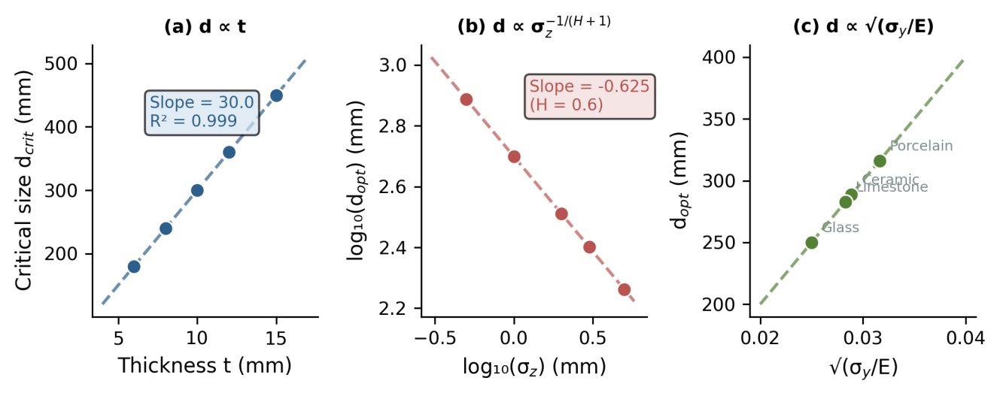 (a) d ∝ t
500
400
300
200
Critical size d_crit (mm)
Slope = 30.0
R² = 0.999
5
10
15
Thickness t (mm)
(b) d ∝ σ_z^{-1/(H + 1)}
3.0
2.8
2.6
2.4
2.2
log₁₀(d_opt) (mm)
Slope = -0.625
(H = 0.6)
−0.5
0.0
0.5
log₁₀(σ_z) (mm)
(c) d ∝ √(σ_y/E)
400
350
300
250
200
d_opt (mm)
Porcelain
Ceramic
Limestone
Glass
0.02
0.03
0.04
√(σ_y/E)